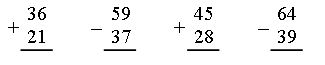 36 59 45 64
+ 21 – 37 + 28 – 39